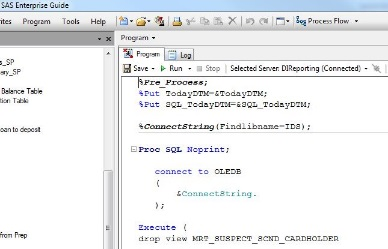 SAS Enterprise Guide
orites Program Tools Help
Process Flow
Program
s_SP
ary_SP
Balance Table
tion Table
oan to deposit
from Prep
Program Log
Save Run Stop Selected Server: DIReporting (Connected)
%Pre_Process;
%Put TodayDTM=&TodayDTM;
%Put SQL_TodayDTM=&SQL_TodayDTM;
%ConnectString(Findlibname=IDS);
Proc SQL Noprint;
connect to OLEDB
(
&ConnectString.
);
Execute (
drop view MRT_SUSPECT_SCND_CARDHOLDER